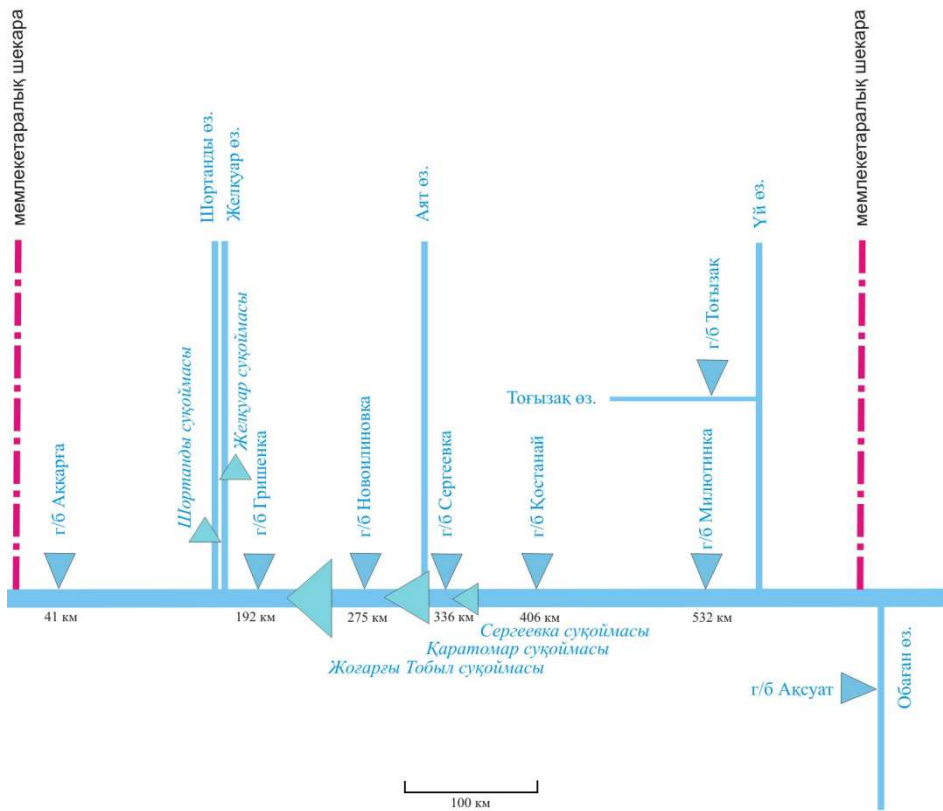 мемлекетаралық шекара
Шортанды өз.
Желқуар өз.
Аят өз.
Үй өз.
мемлекетаралық шекара
Шортанды суқоймасы
Желқуар суқоймасы
г/б Тоғызақ
Тоғызақ өз.
г/б Аққарға
г/б Гришенка
г/б Новоилиновка
г/б Сергеевка
г/б Қостанай
г/б Милютинка
41 км
192 км
275 км
336 км
406 км
532 км
Сергеевка суқоймасы
Қаратомар суқоймасы
Жоғарғы Тобыл суқоймасы
г/б Ақсуат
Обаған өз.
100 км